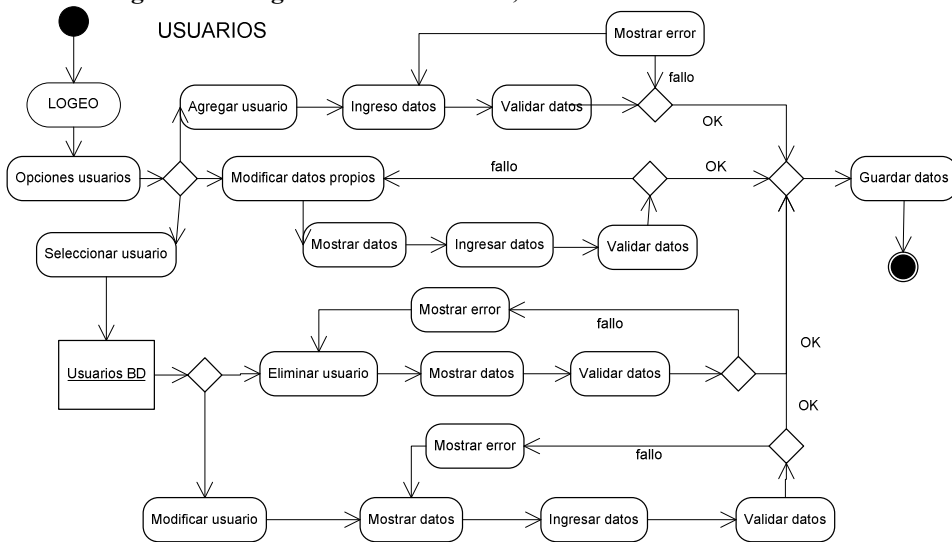 USUARIOS
Mostrar error
fallo
LOGEO
Agregar usuario
Ingreso datos
Validar datos
OK
Opciones usuarios
Modificar datos propios
fallo
OK
Guardar datos
Seleccionar usuario
Mostrar datos
Ingresar datos
Validar datos
Mostrar error
fallo
OK
Usuarios BD
Eliminar usuario
Mostrar datos
Validar datos
OK
Mostrar error
fallo
Modificar usuario
Mostrar datos
Ingresar datos
Validar datos